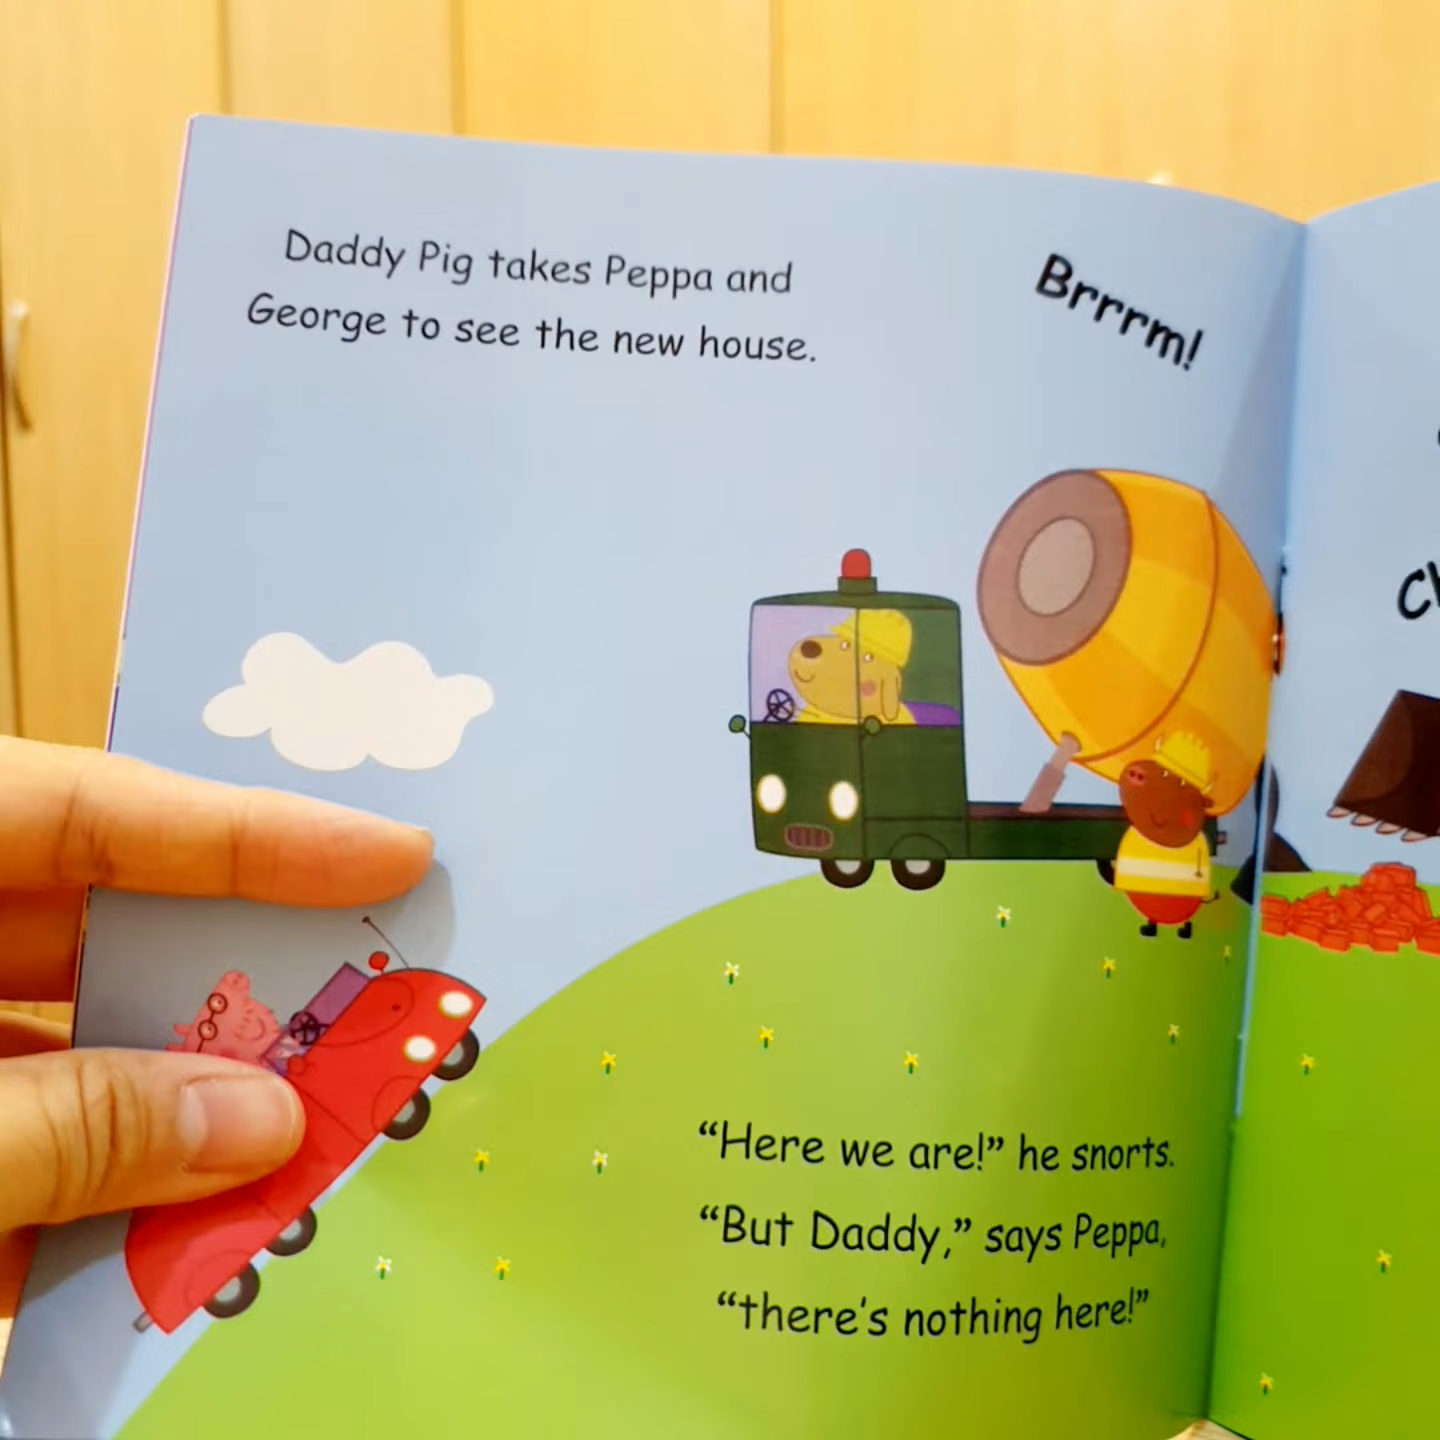 Daddy Pig takes Peppa and
George to see the new house.
Brrrm!
“Here we are!” he snorts.
“But Daddy,” says Peppa,
“there's nothing here!”